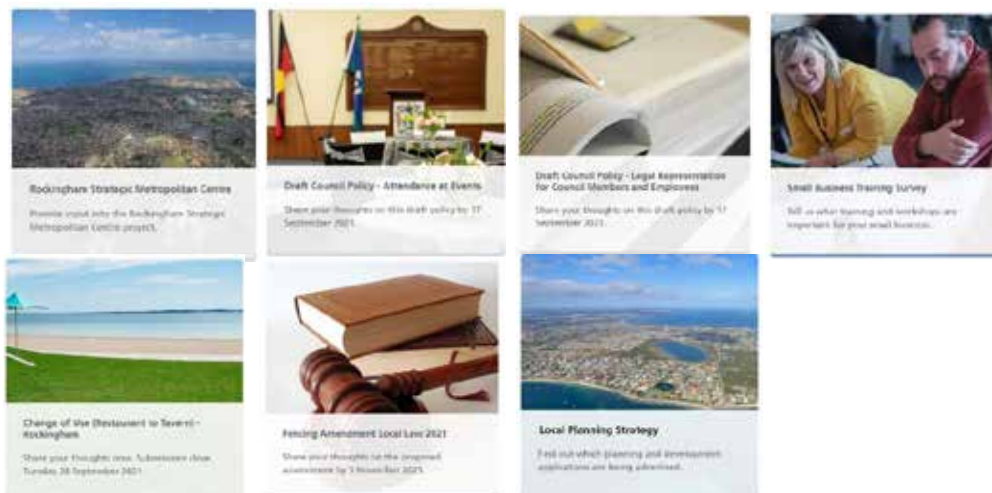 Rockingham Strategic Metropolitan Centre
Provide input into the Rockingham Strategic
Metropolitan Centre project.
Draft Council Policy - Attendance at Events
Share your thoughts on this draft policy by 17
September 2021.
Draft Council Policy - Legal Representation
for Council Members and Employees
Share your thoughts on this draft policy by 17
September 2021.
Small Business Training Survey
Tell us what training and workshops are
important for your small business.
Change of Use (Restaurant to Tavern) -
Rockingham
Share your thoughts now. Submissions close
Tuesday 28 September 2021
Fencing Amendment Local Law 2021
Share your thoughts on the proposed
amendment by November 2021.
Local Planning Strategy
Find out which planning and development
applications are being advertised.